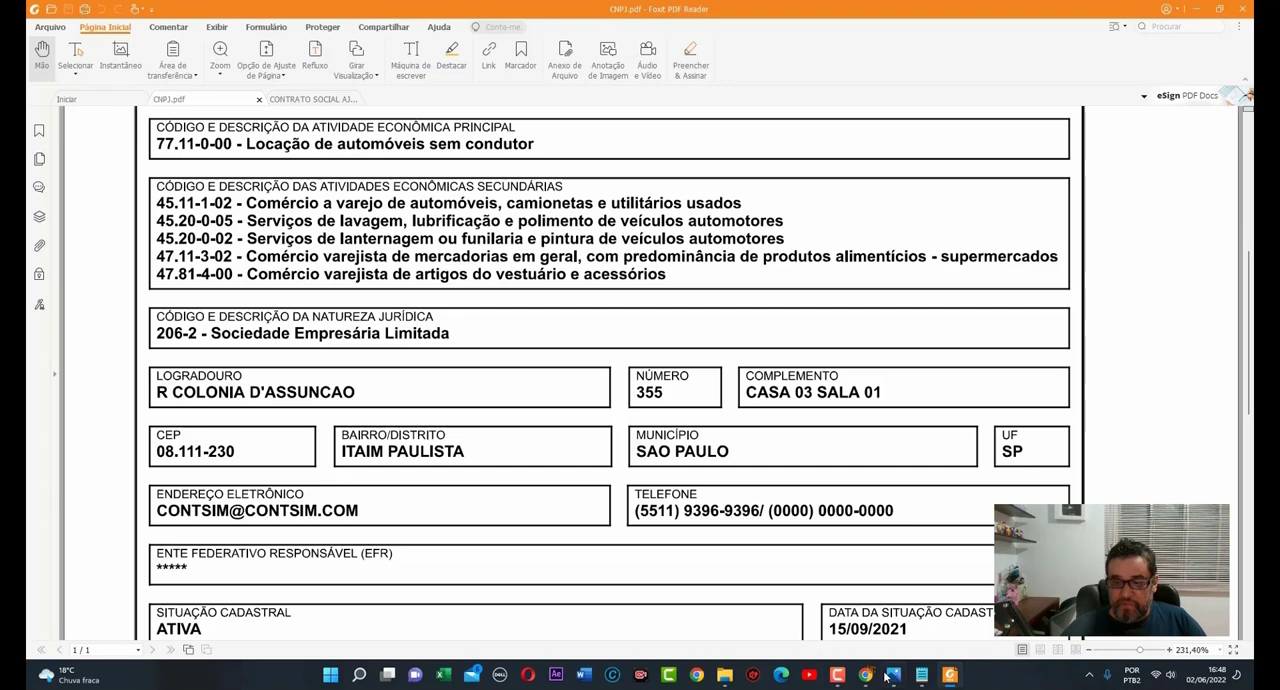 CNPJ.pdf - Foxit PDF Reader
Arquivo Página Inicial Comentar Exibir Formulário Proteger Compartilhar Ajuda Conte-me. Procurar
Mão Selecionar Instantâneo Área de transferência Zoom Opção de Ajuste de Página Refluxo Girar Visualização Máquina de escrever Destacar Link Marcador Anexo de Arquivo Anotação de Imagem Áudio e Vídeo Preencher & Assinar
Iniciar CNPJ.pdf CONTRATO SOCIAL AJ... eSign PDF Docs
CÓDIGO E DESCRIÇÃO DA ATIVIDADE ECONÔMICA PRINCIPAL
77.11-0-00 - Locação de automóveis sem condutor
CÓDIGO E DESCRIÇÃO DAS ATIVIDADES ECONÔMICAS SECUNDÁRIAS
45.11-1-02 - Comércio a varejo de automóveis, camionetas e utilitários usados
45.20-0-05 - Serviços de lavagem, lubrificação e polimento de veículos automotores
45.20-0-02 - Serviços de lanternagem ou funilaria e pintura de veículos automotores
47.11-3-02 - Comércio varejista de mercadorias em geral, com predominância de produtos alimentícios - supermercados
47.81-4-00 - Comércio varejista de artigos do vestuário e acessórios
CÓDIGO E DESCRIÇÃO DA NATUREZA JURÍDICA
206-2 - Sociedade Empresária Limitada
LOGRADOURO NÚMERO COMPLEMENTO
R COLONIA D'ASSUNCAO 355 CASA 03 SALA 01
CEP BAIRRO/DISTRITO MUNICÍPIO UF
08.111-230 ITAIM PAULISTA SAO PAULO SP
ENDEREÇO ELETRÔNICO TELEFONE
CONTSIM@CONTSIM.COM (5511) 9396-9396/ (0000) 0000-0000
ENTE FEDERATIVO RESPONSÁVEL (EFR)
*****
SITUAÇÃO CADASTRAL DATA DA SITUAÇÃO CADAST
ATIVA 15/09/2021
1 / 1 231,40%
18°C
Chuva fraca
POR
PTB2
16:48
02/06/2022